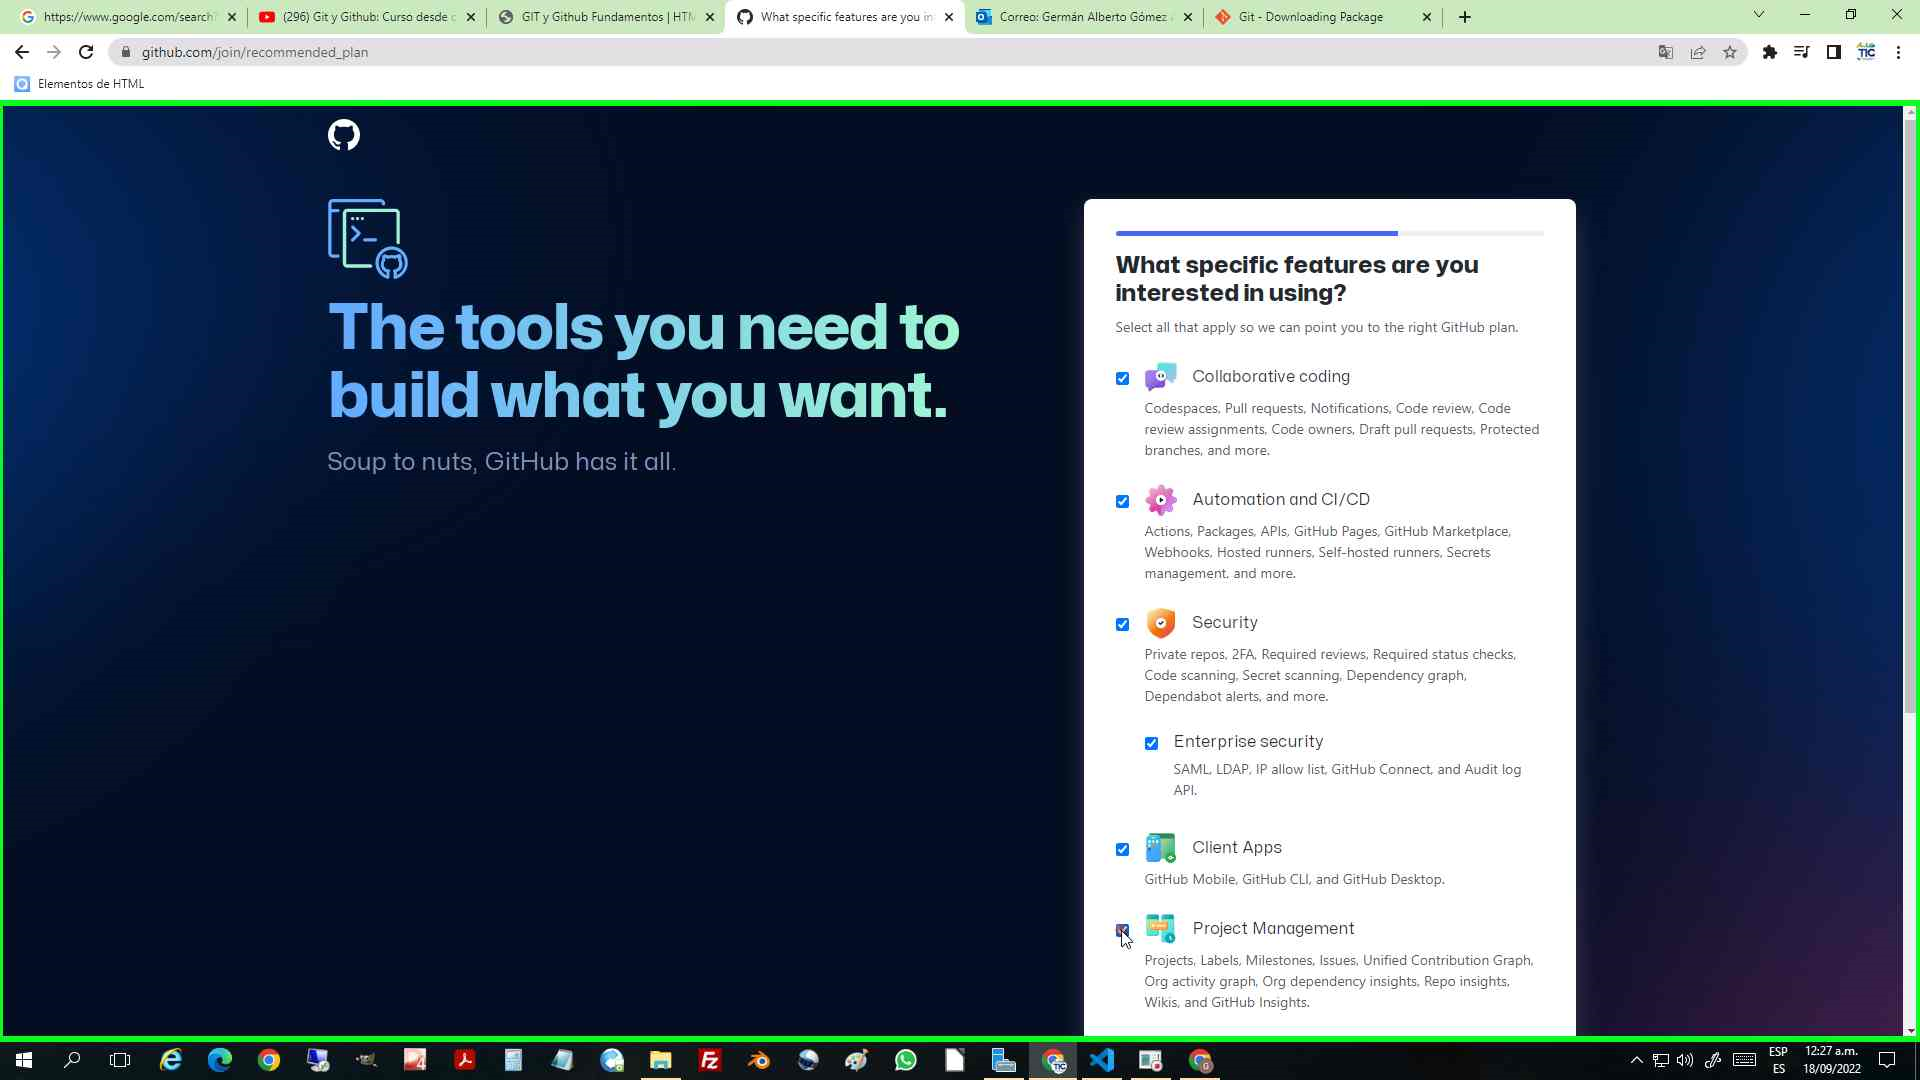 https://www.google.com/search?
(296) Git y Github: Curso desde c
GIT y Github Fundamentos | HTM
What specific features are you in
Correo: Germán Alberto Gómez
Git - Downloading Package
github.com/join/recommended_plan
Elementos de HTML
The tools you need to
build what you want.
Soup to nuts, GitHub has it all.
What specific features are you
interested in using?
Select all that apply so we can point you to the right GitHub plan.
Collaborative coding
Codespaces, Pull requests, Notifications, Code review, Code
review assignments, Code owners, Draft pull requests, Protected
branches, and more.
Automation and CI/CD
Actions, Packages, APIs, GitHub Pages, GitHub Marketplace,
Webhooks, Hosted runners, Self-hosted runners, Secrets
management, and more.
Security
Private repos, 2FA, Required reviews, Required status checks,
Code scanning, Secret scanning, Dependency graph,
Dependabot alerts, and more.
Enterprise security
SAML, LDAP, IP allow list, GitHub Connect, and Audit log
API.
Client Apps
GitHub Mobile, GitHub CLI, and GitHub Desktop.
Project Management
Projects, Labels, Milestones, Issues, Unified Contribution Graph,
Org activity graph, Org dependency insights, Repo insights,
Wikis, and GitHub Insights.
ESP
ES
12:27 a.m.
18/09/2022